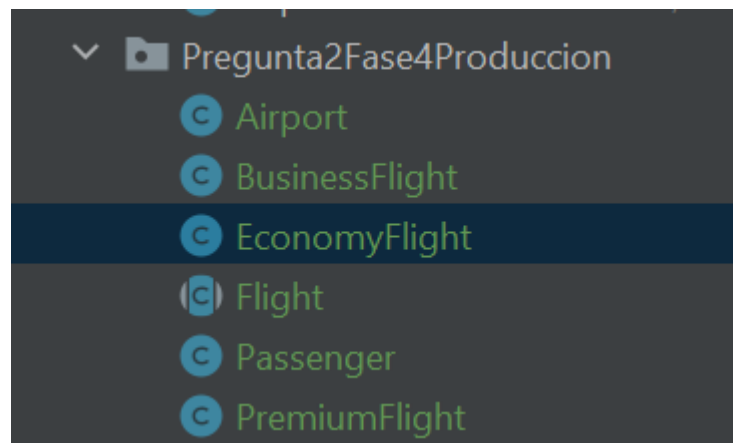 Pregunta2Fase4Produccion
C Airport
C BusinessFlight
C EconomyFlight
C Flight
C Passenger
C PremiumFlight